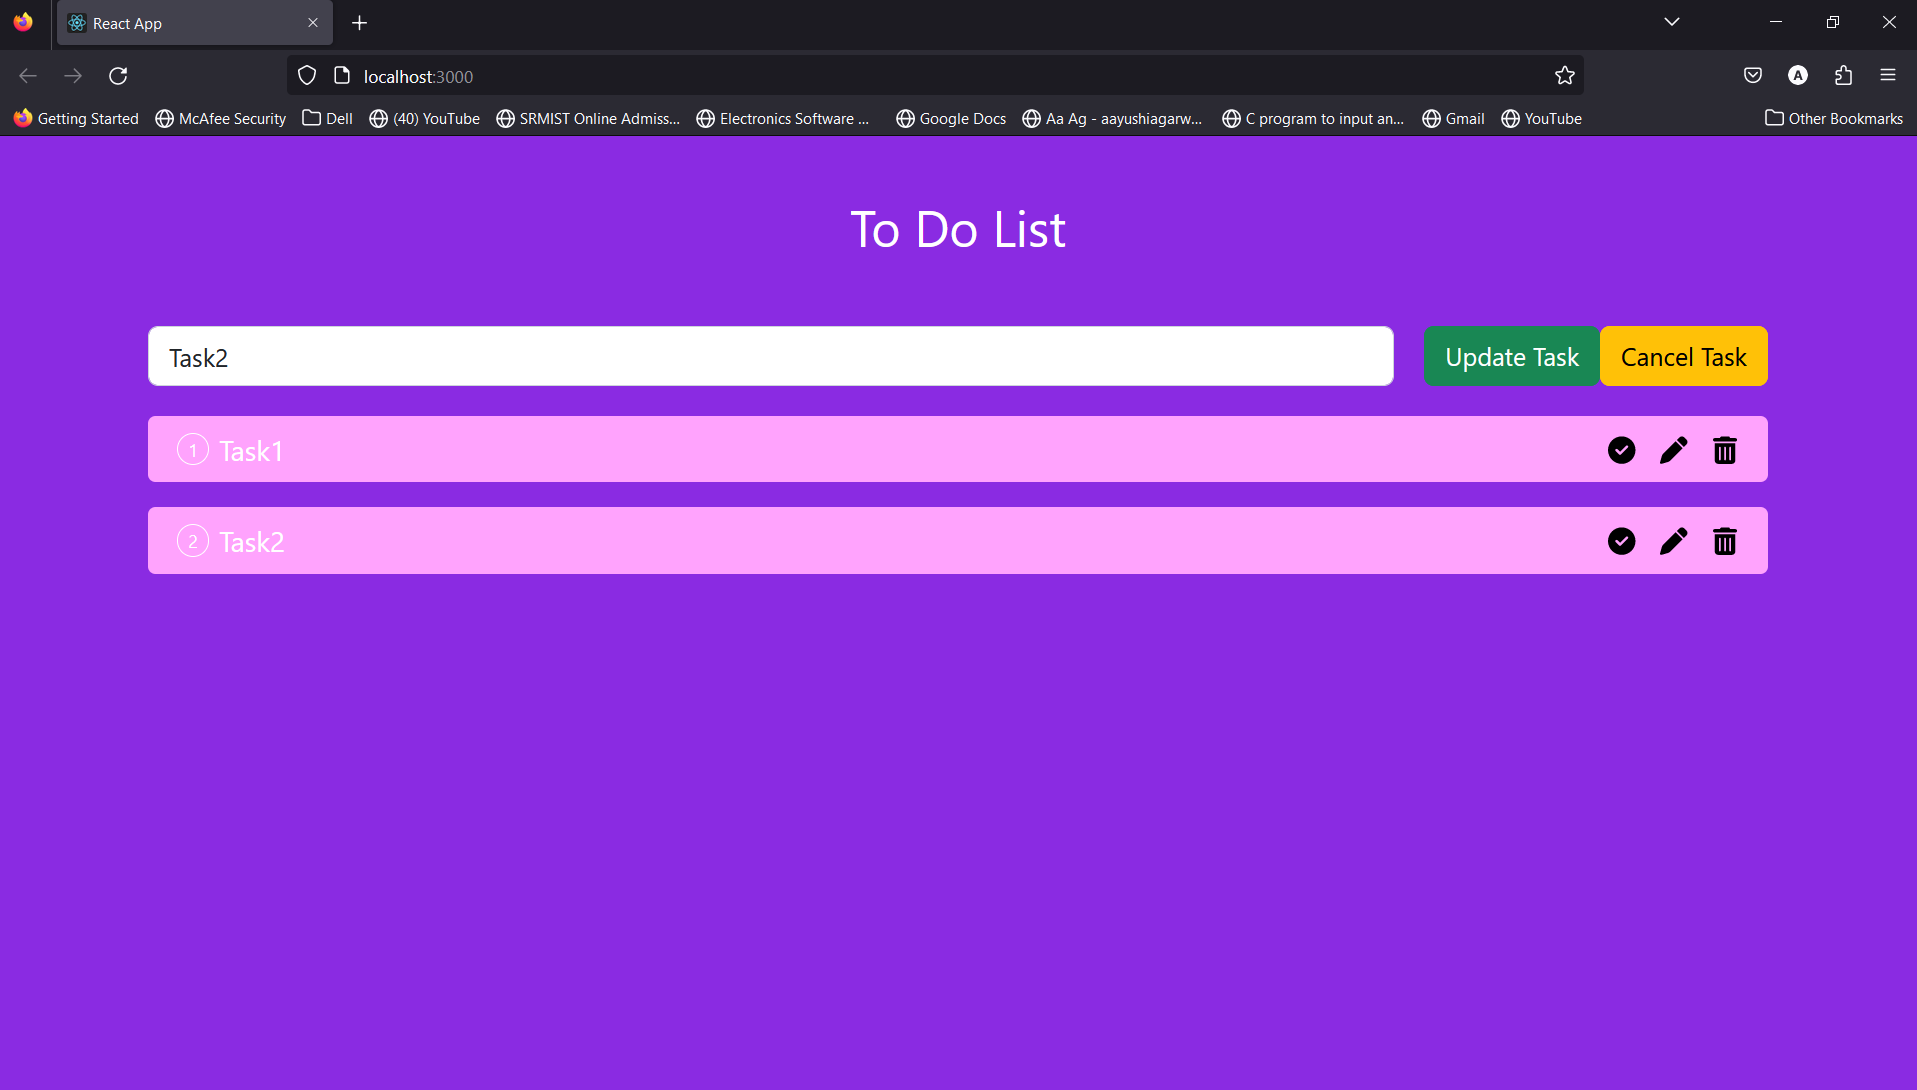 React App
localhost:3000
A
Getting Started McAfee Security Dell (40) YouTube SRMIST Online Admiss... Electronics Software ... Google Docs Aa Ag - aayushiagarw... C program to input an... Gmail YouTube Other Bookmarks
To Do List
Task2 Update Task Cancel Task
1 Task1
2 Task2